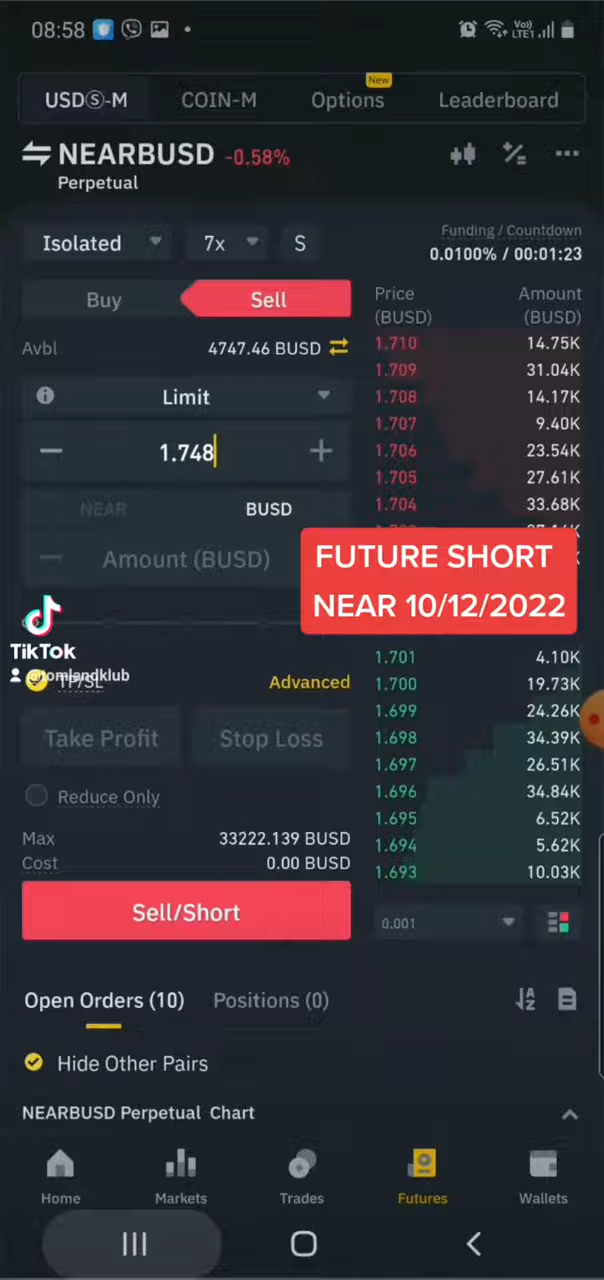 08:58
Vo)) LTE1
New
USDⓈ-M COIN-M Options Leaderboard
NEARBUSD -0.58%
Perpetual
Isolated 7x S
Funding / Countdown
0.0100% / 00:01:23
Buy Sell
Price (BUSD) Amount (BUSD)
Avbl 4747.46 BUSD
1.710 14.75K
1.709 31.04K
Limit
1.708 14.17K
1.707 9.40K
1.748
1.706 23.54K
1.705 27.61K
NEAR BUSD
1.704 33.68K
Amount (BUSD)
FUTURE SHORT
NEAR 10/12/2022
TikTok
@tomlandklub
TP/SL Advanced
1.701 4.10K
1.700 19.73K
1.699 24.26K
Take Profit Stop Loss
1.698 34.39K
1.697 26.51K
Reduce Only
1.696 34.84K
1.695 6.52K
Max 33222.139 BUSD
1.694 5.62K
Cost 0.00 BUSD
1.693 10.03K
Sell/Short
0.001
Open Orders (10) Positions (0)
Hide Other Pairs
NEARBUSD Perpetual Chart
Home Markets Trades Futures Wallets